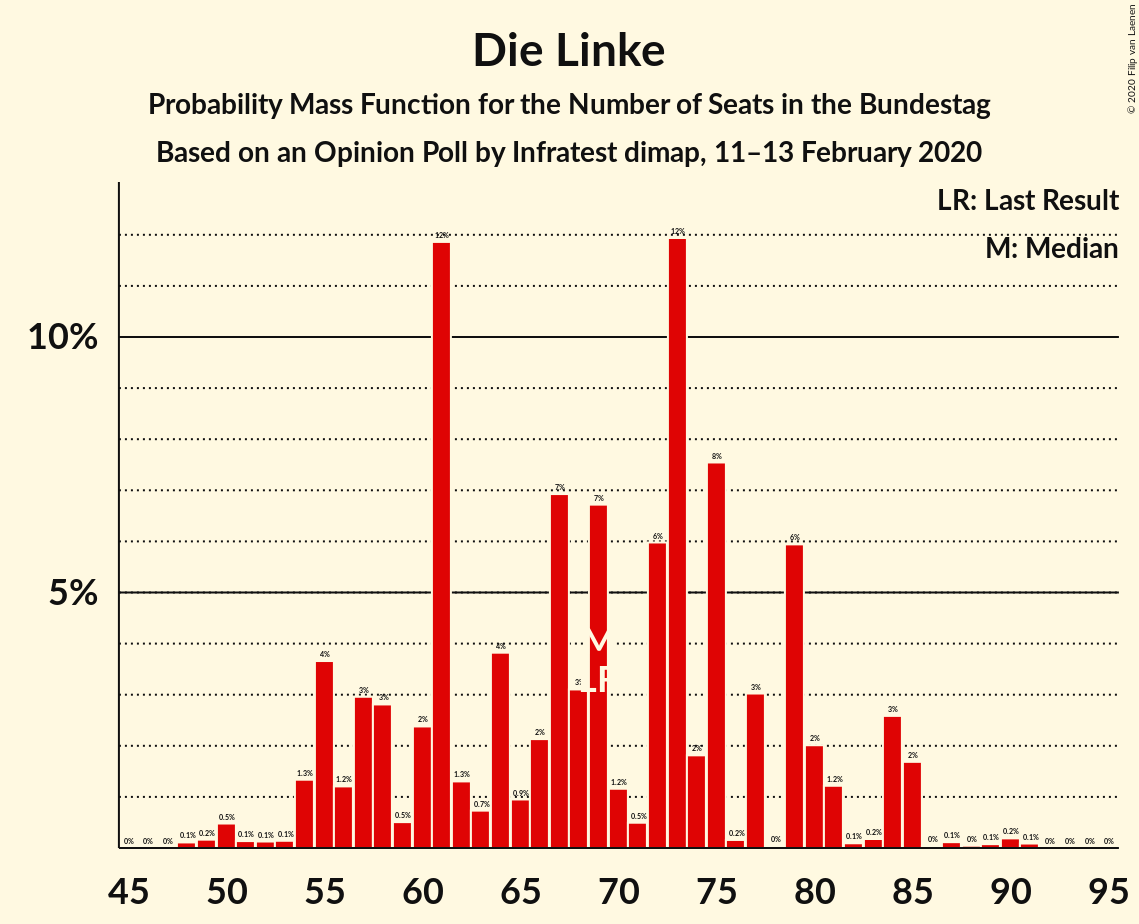 © 2020 Filip van Laenen
Die Linke
Probability Mass Function for the Number of Seats in the Bundestag
Based on an Opinion Poll by Infratest dimap, 11–13 February 2020
LR: Last Result
M: Median
10%
5%
0% 0% 0% 0.1% 0.2% 0.5% 0.1% 0.1% 0.1% 1.3% 4% 1.2% 3% 3% 0.5% 2% 12% 1.3% 0.7% 4% 0.9% 2% 7% 3% 7% 1.2% 0.5% 6% 12% 2% 8% 0.2% 3% 0% 6% 2% 1.2% 0.1% 0.2% 3% 2% 0% 0.1% 0% 0.1% 0.2% 0.1% 0% 0% 0% 0%
M
LR
45 50 55 60 65 70 75 80 85 90 95